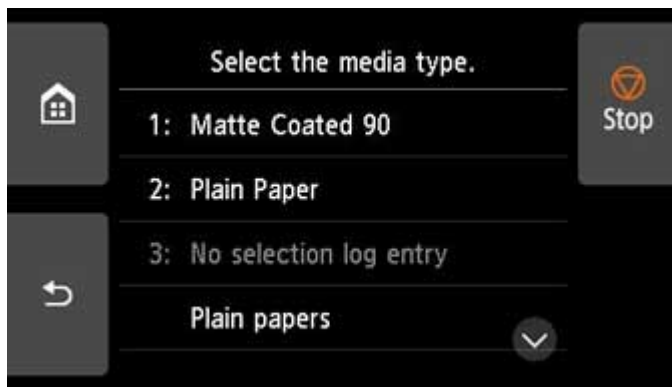 Select the media type.
1: Matte Coated 90
Stop
2: Plain Paper
3: No selection log entry
Plain papers